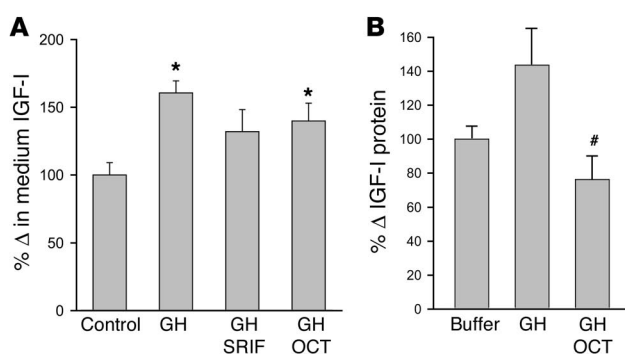 A
% Δ in medium IGF-I
200
150
100
50
0
*
*
Control
GH
GH
SRIF
GH
OCT
B
% Δ IGF-I protein
160
140
120
100
80
60
40
20
0
#
Buffer
GH
GH
OCT